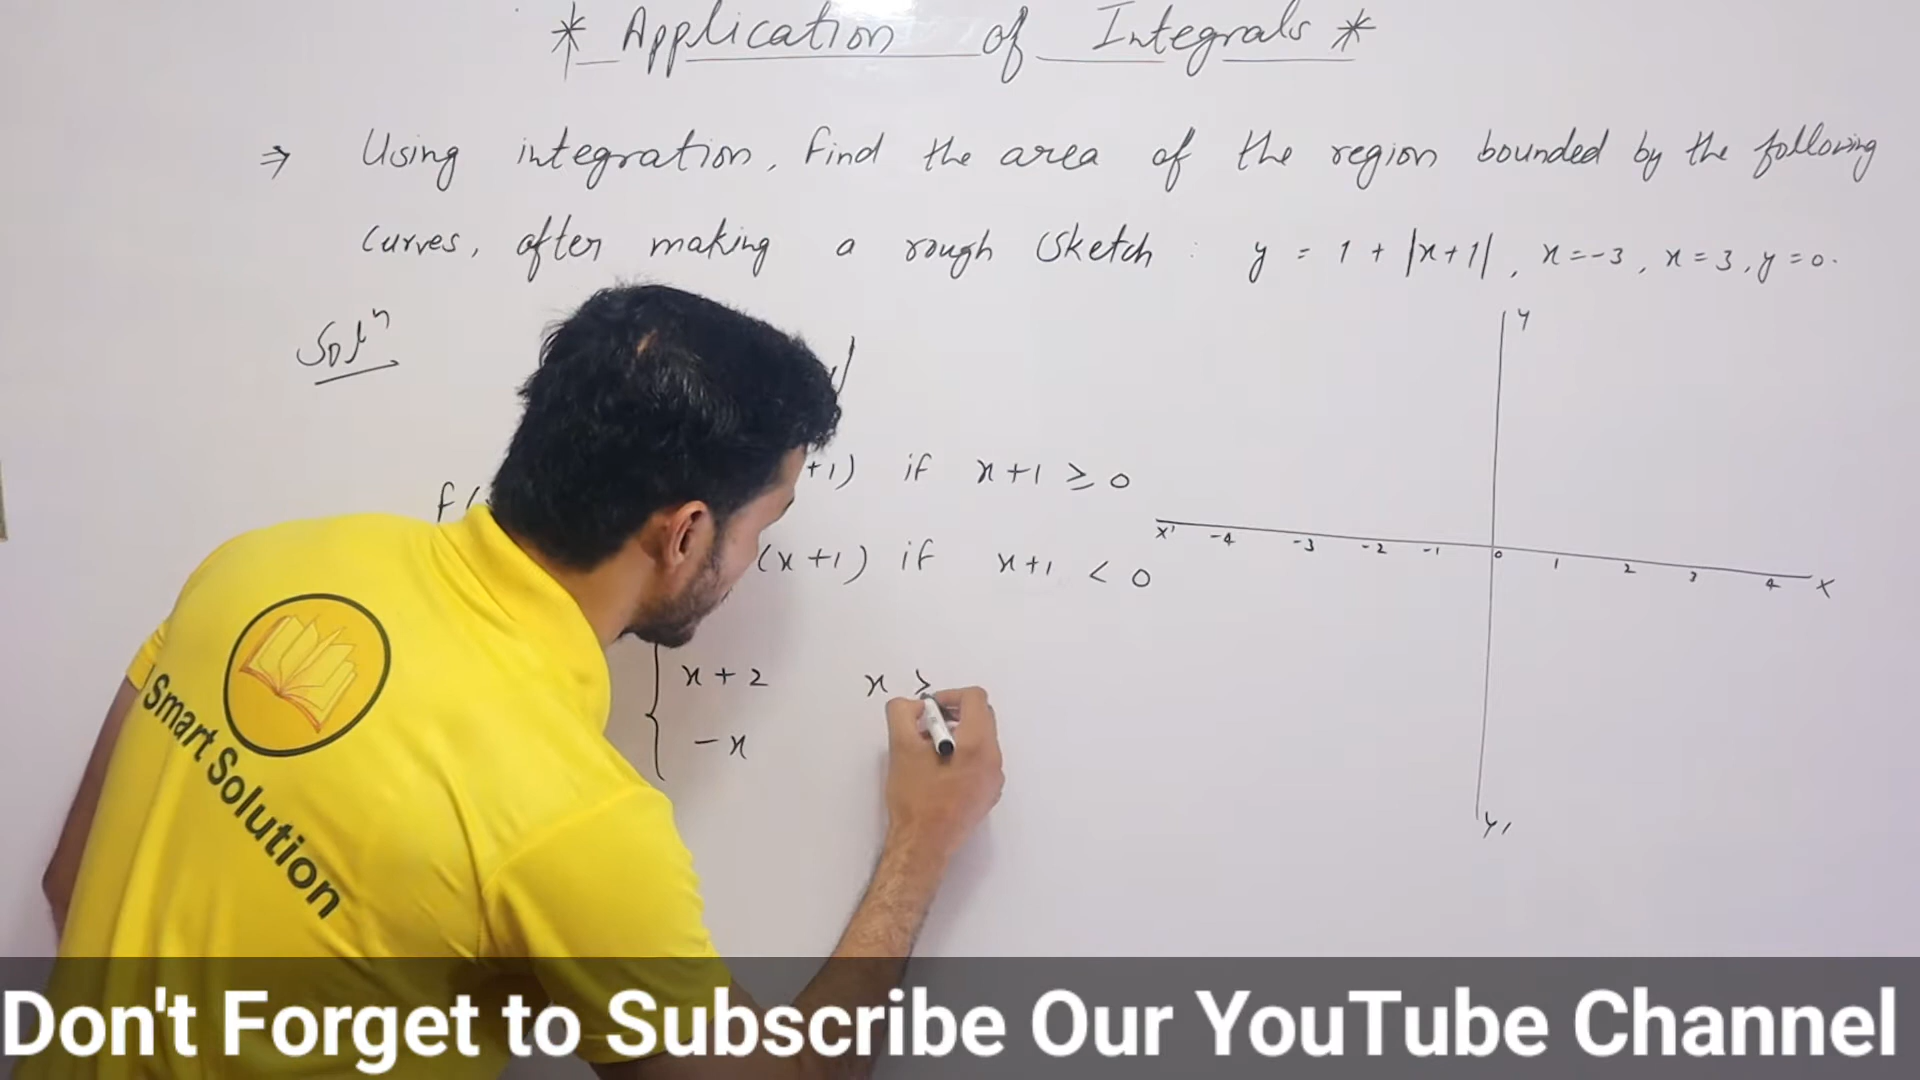 * Application of Integrals *
⇒ Using integration, Find the area of the region bounded by the following
curves, after making a rough sketch : y = 1 + |x+1|, x=-3, x=3, y=0.
Solⁿ
+1) if x+1 ≥ 0
f(
(x+1) if x+1 < 0
x+2 x >
-x
Y
X' -4 -3 -2 -1 0 1 2 3 4 X
Y'
Smart Solution
Don't Forget to Subscribe Our YouTube Channel